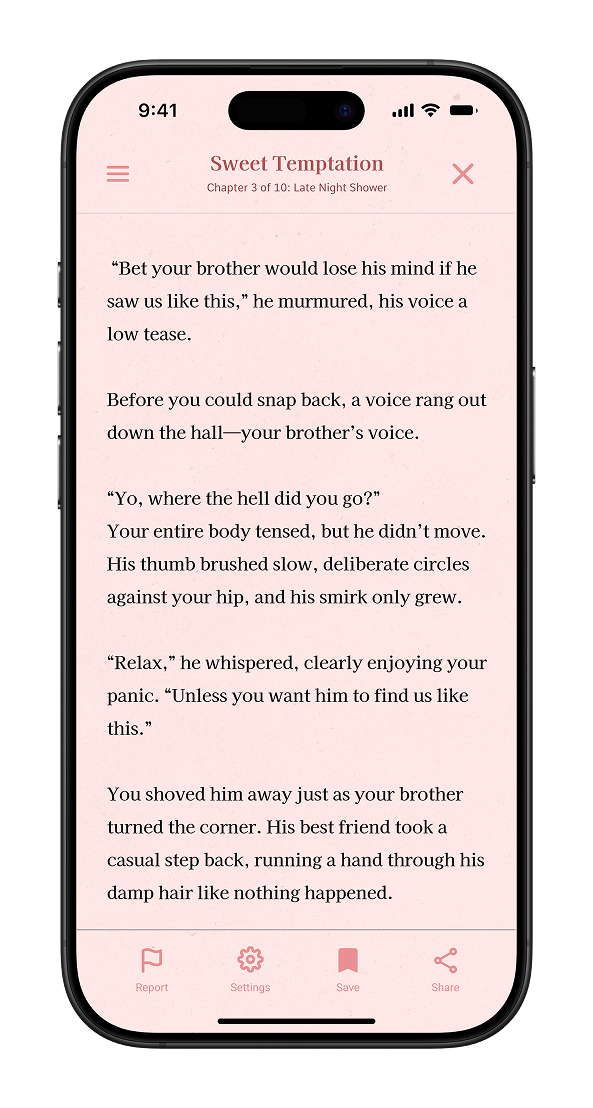 9:41
Sweet Temptation
Chapter 3 of 10: Late Night Shower
“Bet your brother would lose his mind if he
saw us like this,” he murmured, his voice a
low tease.
Before you could snap back, a voice rang out
down the hall—your brother’s voice.
“Yo, where the hell did you go?”
Your entire body tensed, but he didn’t move.
His thumb brushed slow, deliberate circles
against your hip, and his smirk only grew.
“Relax,” he whispered, clearly enjoying your
panic. “Unless you want him to find us like
this.”
You shoved him away just as your brother
turned the corner. His best friend took a
casual step back, running a hand through his
damp hair like nothing happened.
Report
Settings
Save
Share